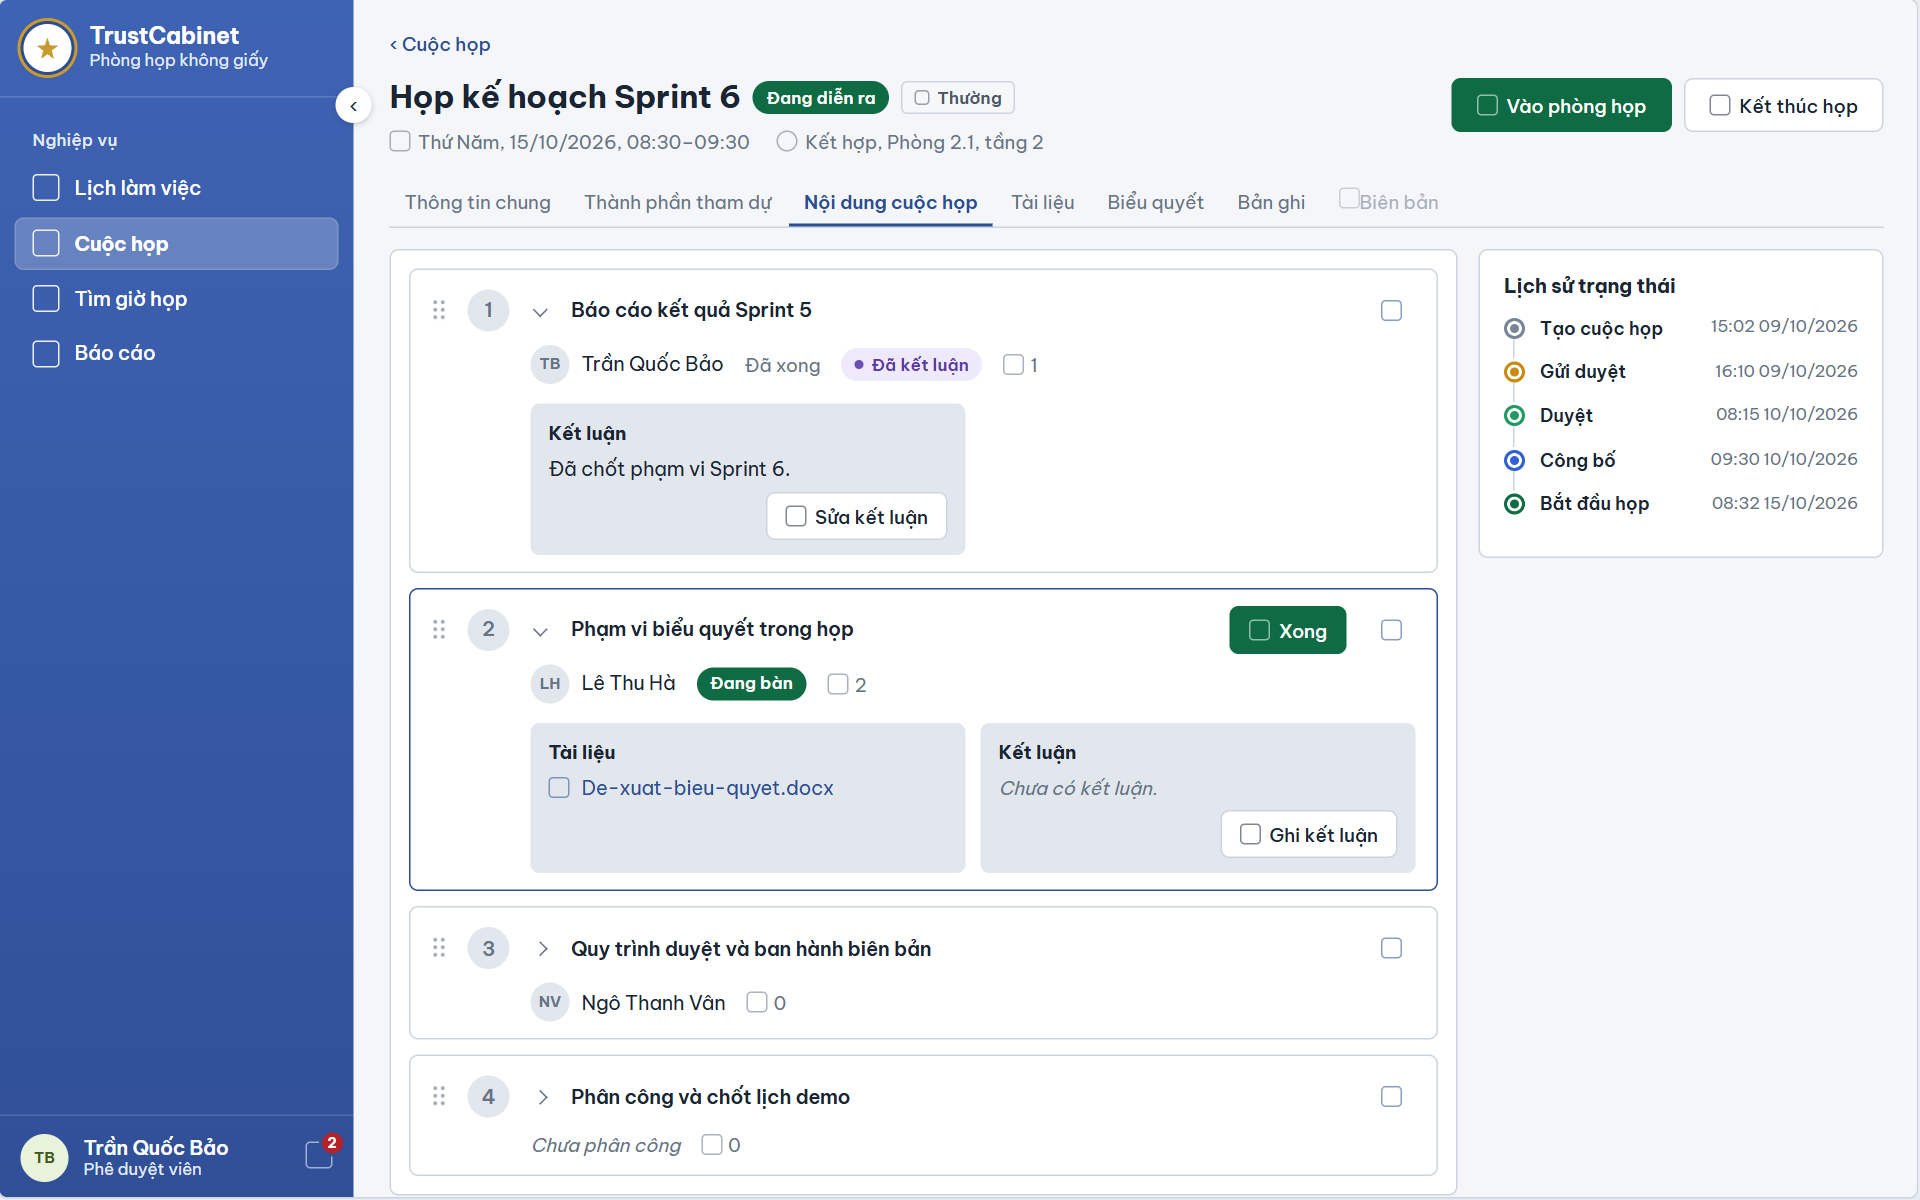 TrustCabinet
Phòng họp không giấy
Nghiệp vụ
Lịch làm việc
Cuộc họp
Tìm giờ họp
Báo cáo
TB
Trần Quốc Bảo
Phê duyệt viên
2
‹ Cuộc họp
Họp kế hoạch Sprint 6
Đang diễn ra
Thường
Thứ Năm, 15/10/2026, 08:30–09:30
Kết hợp, Phòng 2.1, tầng 2
Vào phòng họp
Kết thúc họp
Thông tin chung
Thành phần tham dự
Nội dung cuộc họp
Tài liệu
Biểu quyết
Bản ghi
Biên bản
1
Báo cáo kết quả Sprint 5
TB
Trần Quốc Bảo
Đã xong
Đã kết luận
1
Kết luận
Đã chốt phạm vi Sprint 6.
Sửa kết luận
2
Phạm vi biểu quyết trong họp
Xong
LH
Lê Thu Hà
Đang bàn
2
Tài liệu
De-xuat-bieu-quyet.docx
Kết luận
Chưa có kết luận.
Ghi kết luận
3
Quy trình duyệt và ban hành biên bản
NV
Ngô Thanh Vân
0
4
Phân công và chốt lịch demo
Chưa phân công
0
Lịch sử trạng thái
Tạo cuộc họp
15:02 09/10/2026
Gửi duyệt
16:10 09/10/2026
Duyệt
08:15 10/10/2026
Công bố
09:30 10/10/2026
Bắt đầu họp
08:32 15/10/2026